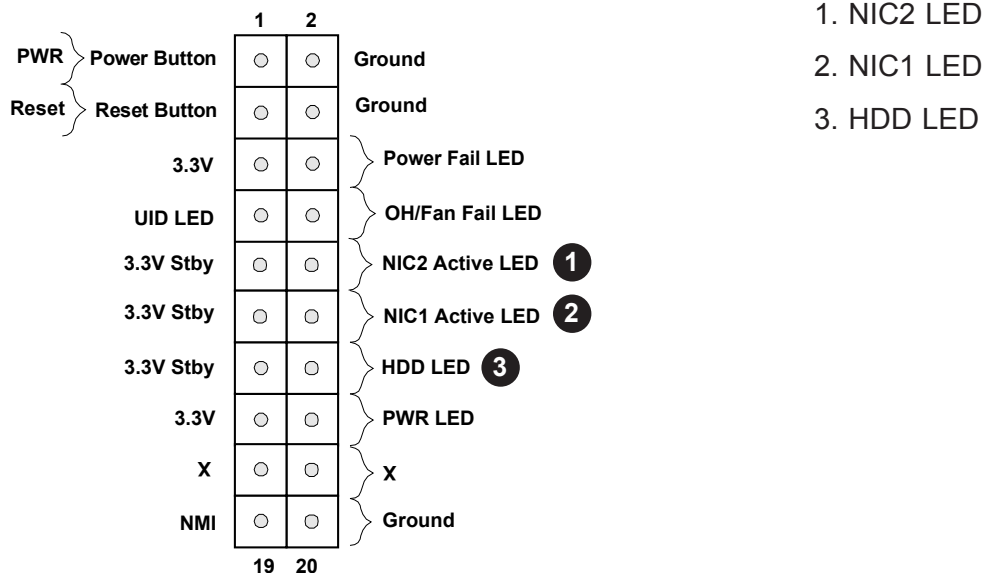 1 2
PWR Power Button Ground
Reset Reset Button Ground
3.3V Power Fail LED
UID LED OH/Fan Fail LED
3.3V Stby NIC2 Active LED 1
3.3V Stby NIC1 Active LED 2
3.3V Stby HDD LED 3
3.3V PWR LED
X X
NMI Ground
19 20
1. NIC2 LED
2. NIC1 LED
3. HDD LED